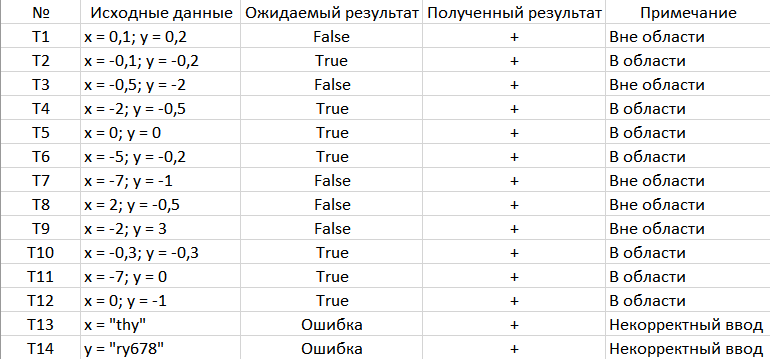 № Исходные данные Ожидаемый результат Полученный результат Примечание
T1 x = 0,1; y = 0,2 False + Вне области
T2 x = -0,1; y = -0,2 True + В области
T3 x = -0,5; y = -2 False + Вне области
T4 x = -2; y = -0,5 True + В области
T5 x = 0; y = 0 True + В области
T6 x = -5; y = -0,2 True + В области
T7 x = -7; y = -1 False + Вне области
T8 x = 2; y = -0,5 False + Вне области
T9 x = -2; y = 3 False + Вне области
T10 x = -0,3; y = -0,3 True + В области
T11 x = -7; y = 0 True + В области
T12 x = 0; y = -1 True + В области
T13 x = "thy" Ошибка + Некорректный ввод
T14 y = "ry678" Ошибка + Некорректный ввод